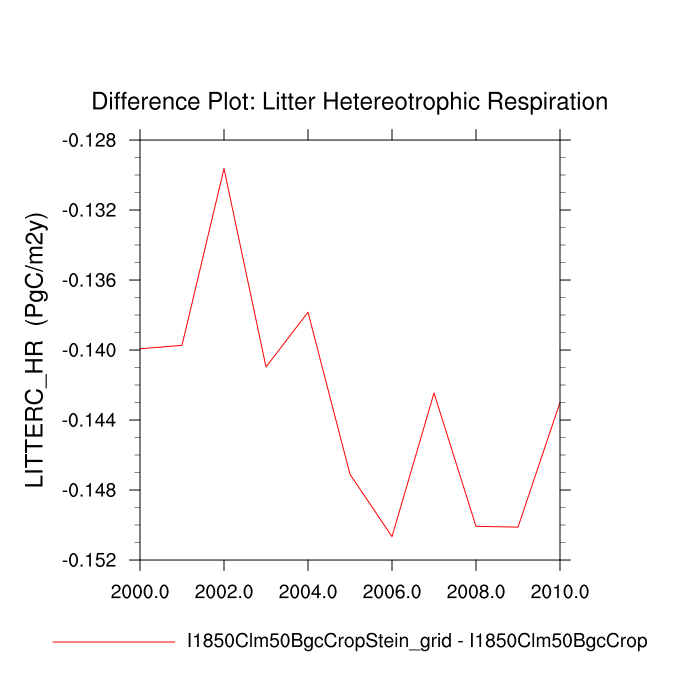 Difference Plot: Litter Hetereotrophic Respiration
LITTERC_HR (PgC/m2y)
-0.128
-0.132
-0.136
-0.140
-0.144
-0.148
-0.152
2000.0 2002.0 2004.0 2006.0 2008.0 2010.0
I1850Clm50BgcCropStein_grid - I1850Clm50BgcCrop